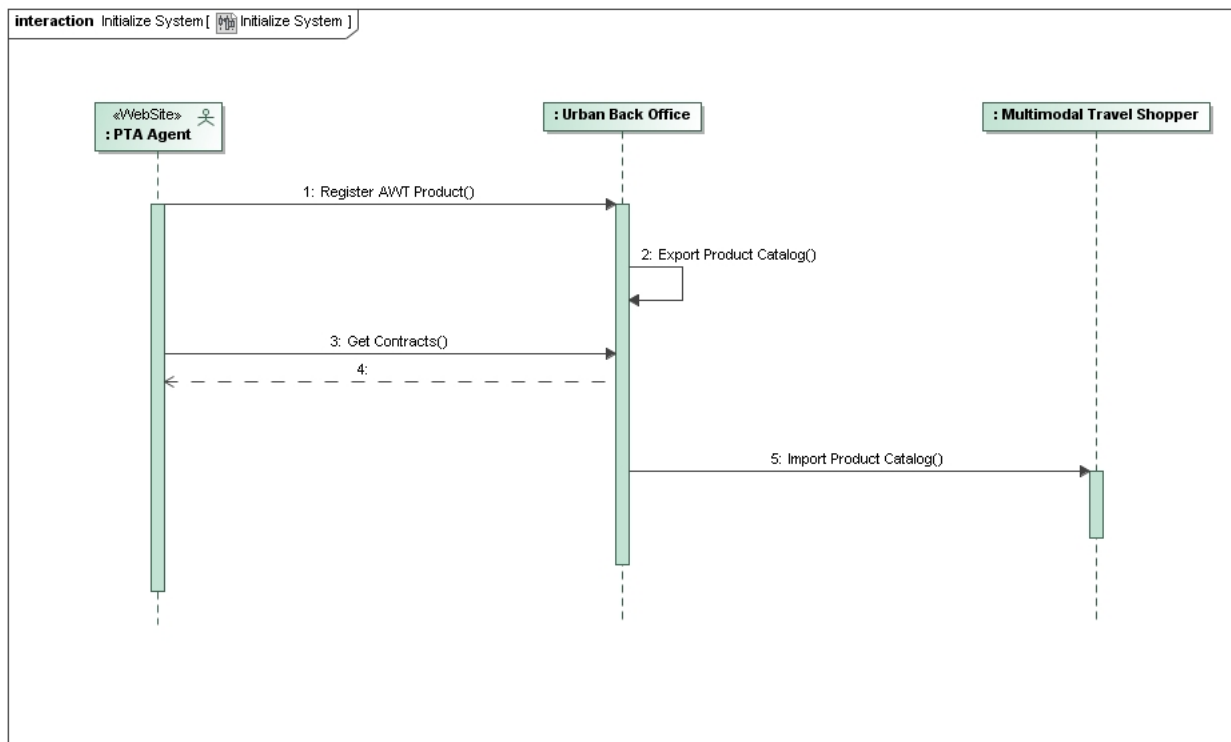 interaction Initialize System [ Initialize System ]
«WebSite»
: PTA Agent
: Urban Back Office
: Multimodal Travel Shopper
1: Register AWT Product()
2: Export Product Catalog()
3: Get Contracts()
4:
5: Import Product Catalog()